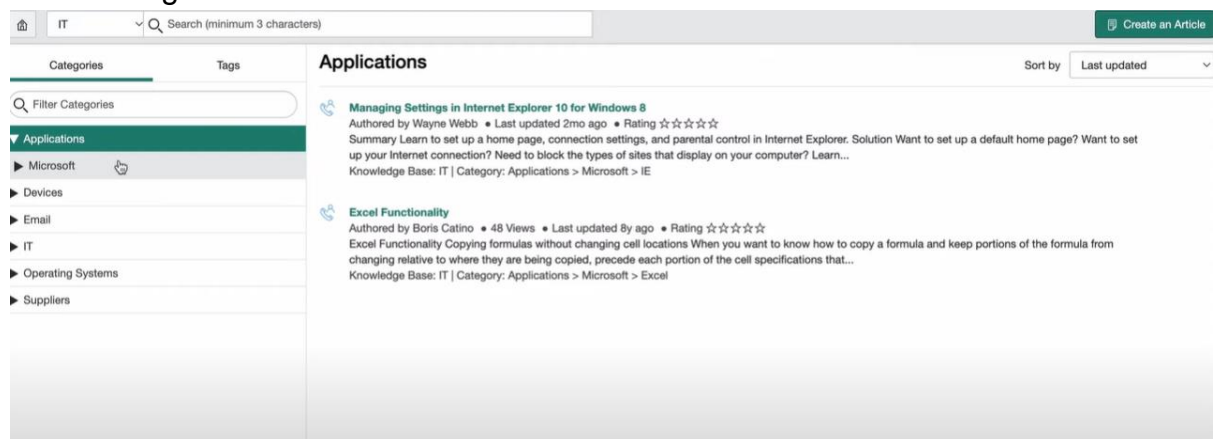 IT
Search (minimum 3 characters)
Create an Article
Categories
Tags
Filter Categories
Applications
Microsoft
Devices
Email
IT
Operating Systems
Suppliers
Applications
Sort by
Last updated
Managing Settings in Internet Explorer 10 for Windows 8
Authored by Wayne Webb • Last updated 2mo ago • Rating ☆☆☆☆☆
Summary Learn to set up a home page, connection settings, and parental control in Internet Explorer. Solution Want to set up a default home page? Want to set
up your Internet connection? Need to block the types of sites that display on your computer? Learn...
Knowledge Base: IT | Category: Applications > Microsoft > IE
Excel Functionality
Authored by Boris Catino • 48 Views • Last updated 8y ago • Rating ☆☆☆☆☆
Excel Functionality Copying formulas without changing cell locations When you want to know how to copy a formula and keep portions of the formula from
changing relative to where they are being copied, precede each portion of the cell specifications that...
Knowledge Base: IT | Category: Applications > Microsoft > Excel